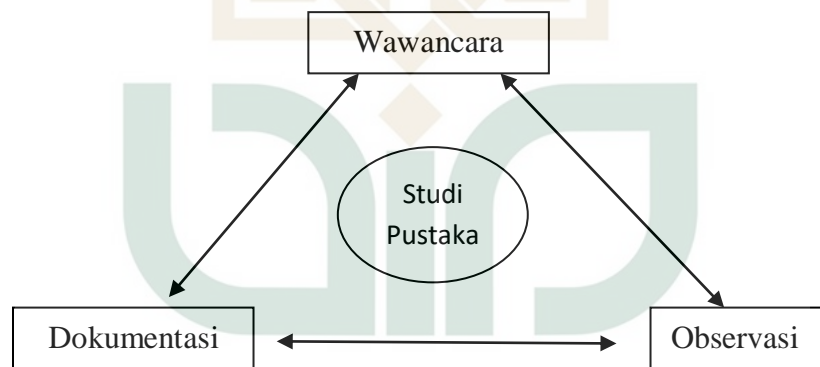 Wawancara
Studi
Pustaka
Dokumentasi
Observasi